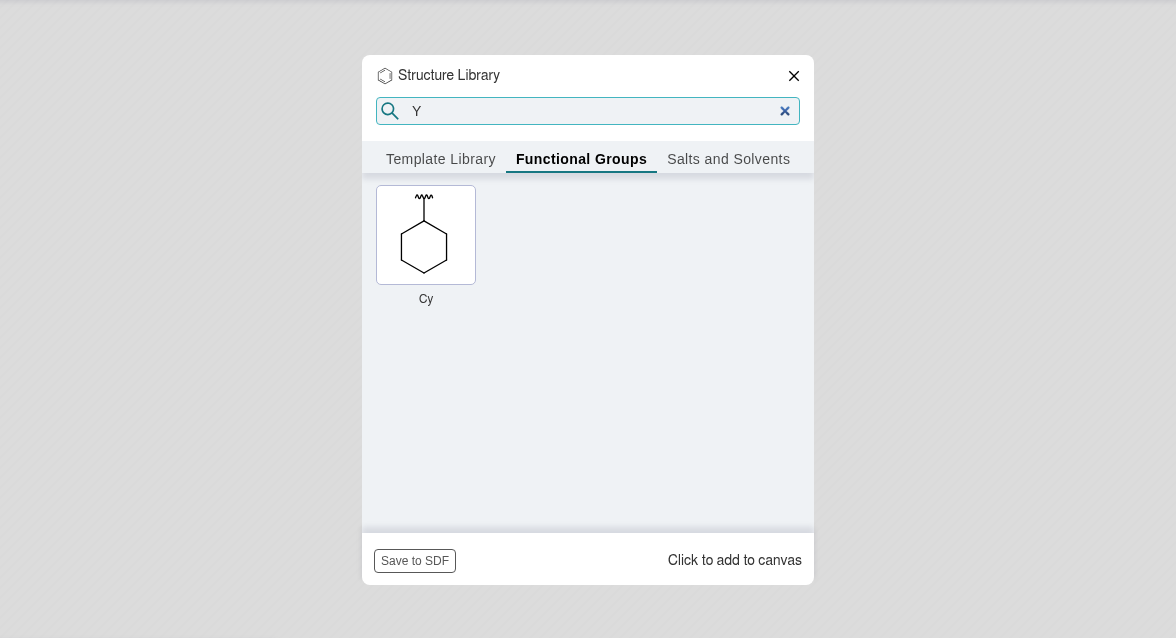 Structure Library
Y
Template Library Functional Groups Salts and Solvents
Cy
Save to SDF Click to add to canvas